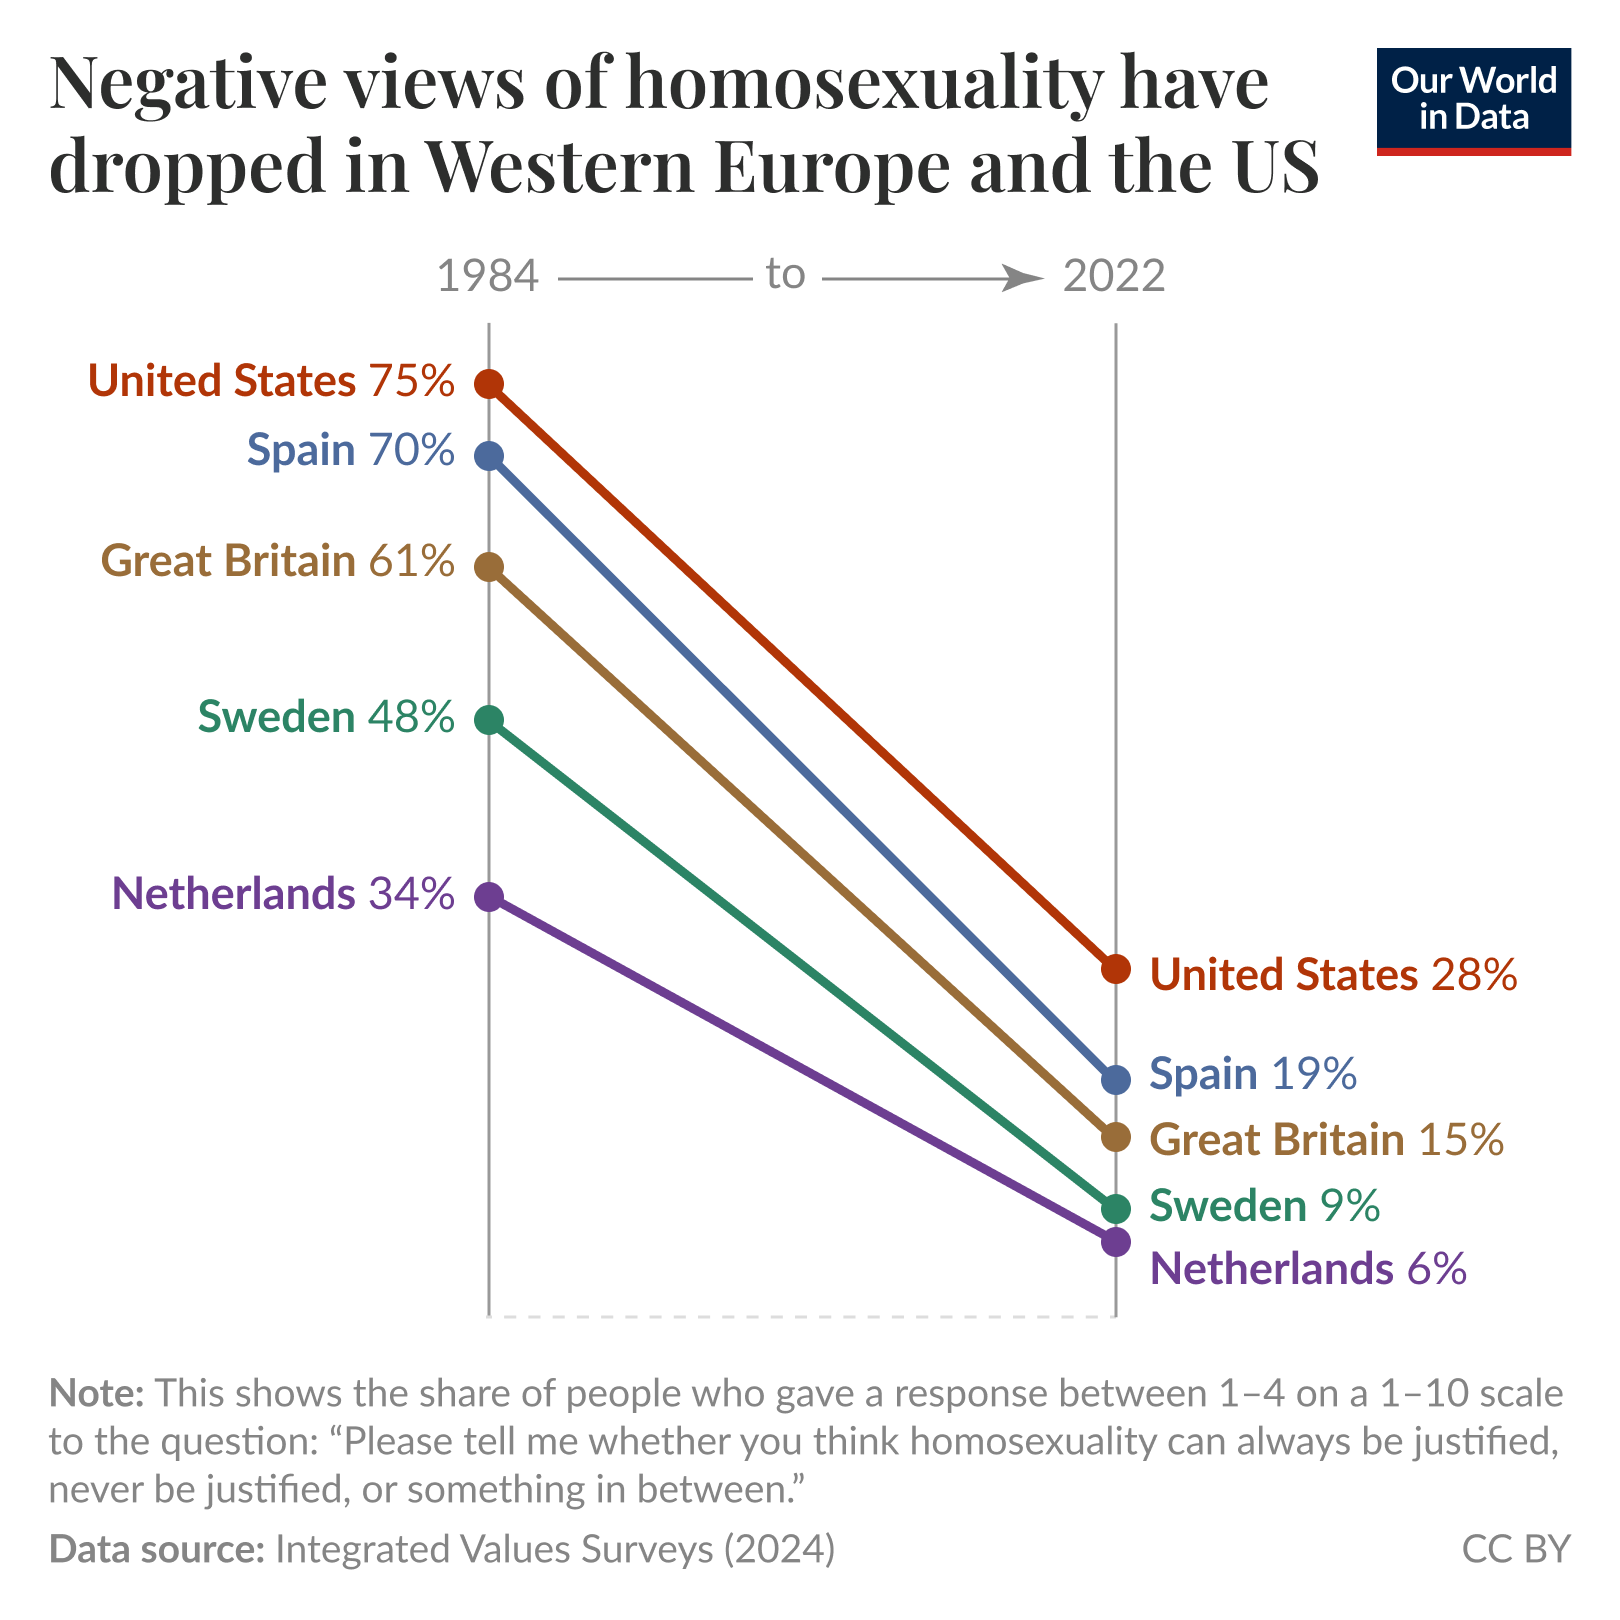 Negative views of homosexuality have
dropped in Western Europe and the US
Our World
in Data
1984 to 2022
United States 75%
Spain 70%
Great Britain 61%
Sweden 48%
Netherlands 34%
United States 28%
Spain 19%
Great Britain 15%
Sweden 9%
Netherlands 6%
Note: This shows the share of people who gave a response between 1–4 on a 1–10 scale
to the question: “Please tell me whether you think homosexuality can always be justified,
never be justified, or something in between.”
Data source: Integrated Values Surveys (2024)
CC BY